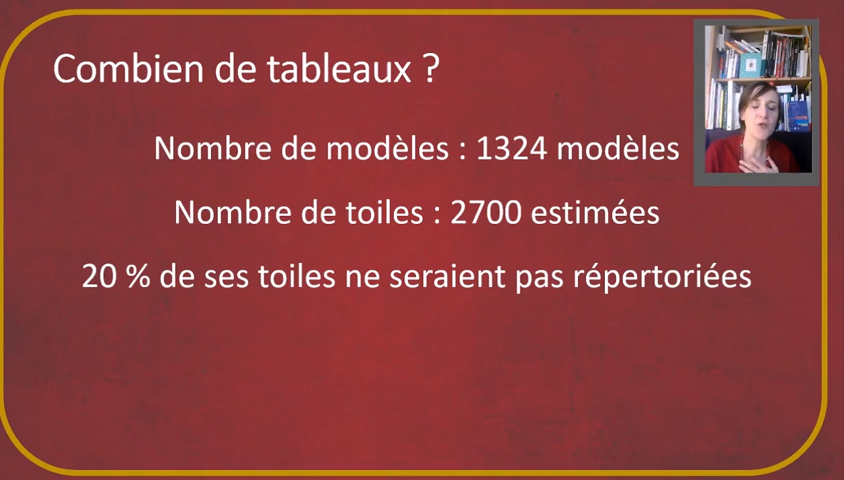 Combien de tableaux ?
Nombre de modèles : 1324 modèles
Nombre de toiles : 2700 estimées
20 % de ses toiles ne seraient pas répertoriées